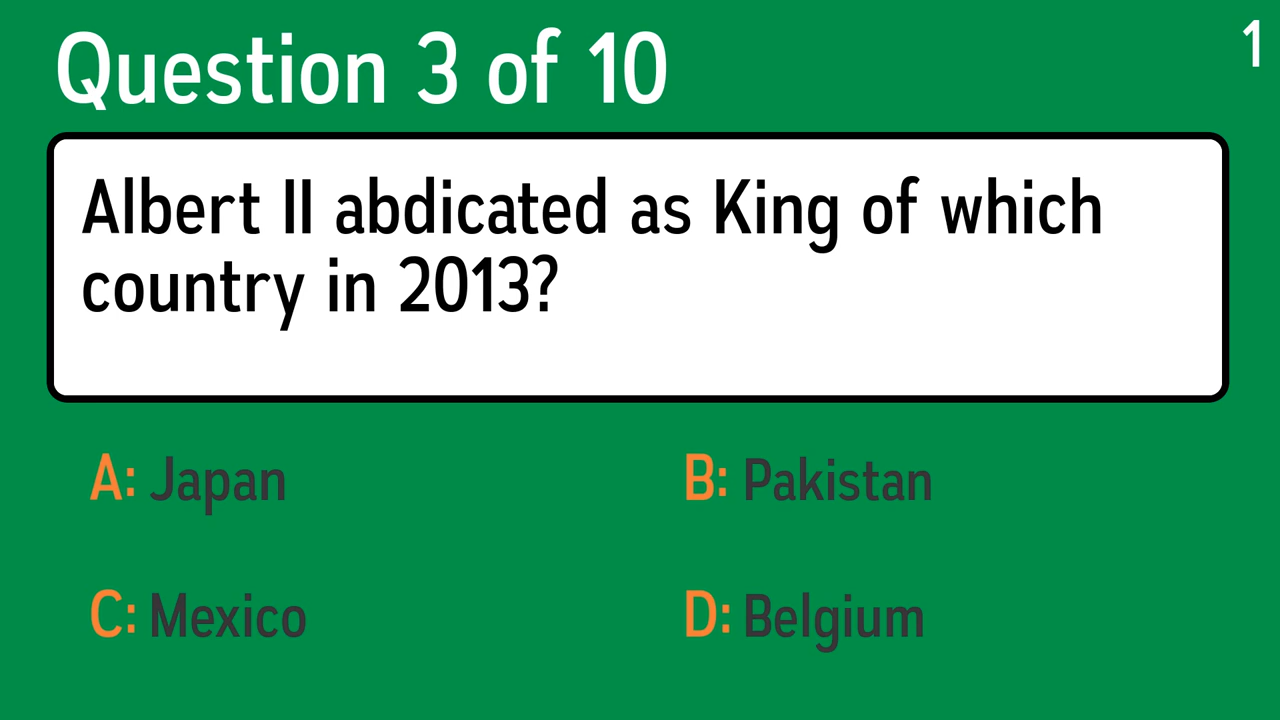 Question 3 of 10
1
Albert II abdicated as King of which
country in 2013?
A: Japan
B: Pakistan
C: Mexico
D: Belgium